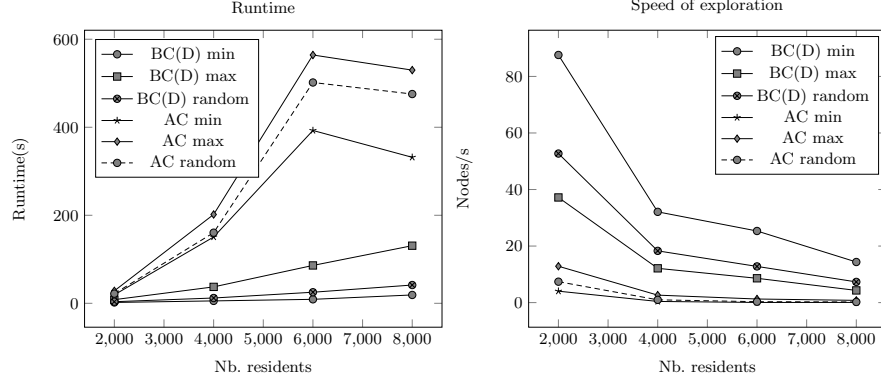 Runtime
600
400
200
0
Runtime(s)
BC(D) min
BC(D) max
BC(D) random
AC min
AC max
AC random
2,000 3,000 4,000 5,000 6,000 7,000 8,000
Nb. residents
Speed of exploration
80
60
40
20
0
Nodes/s
BC(D) min
BC(D) max
BC(D) random
AC min
AC max
AC random
2,000 3,000 4,000 5,000 6,000 7,000 8,000
Nb. residents